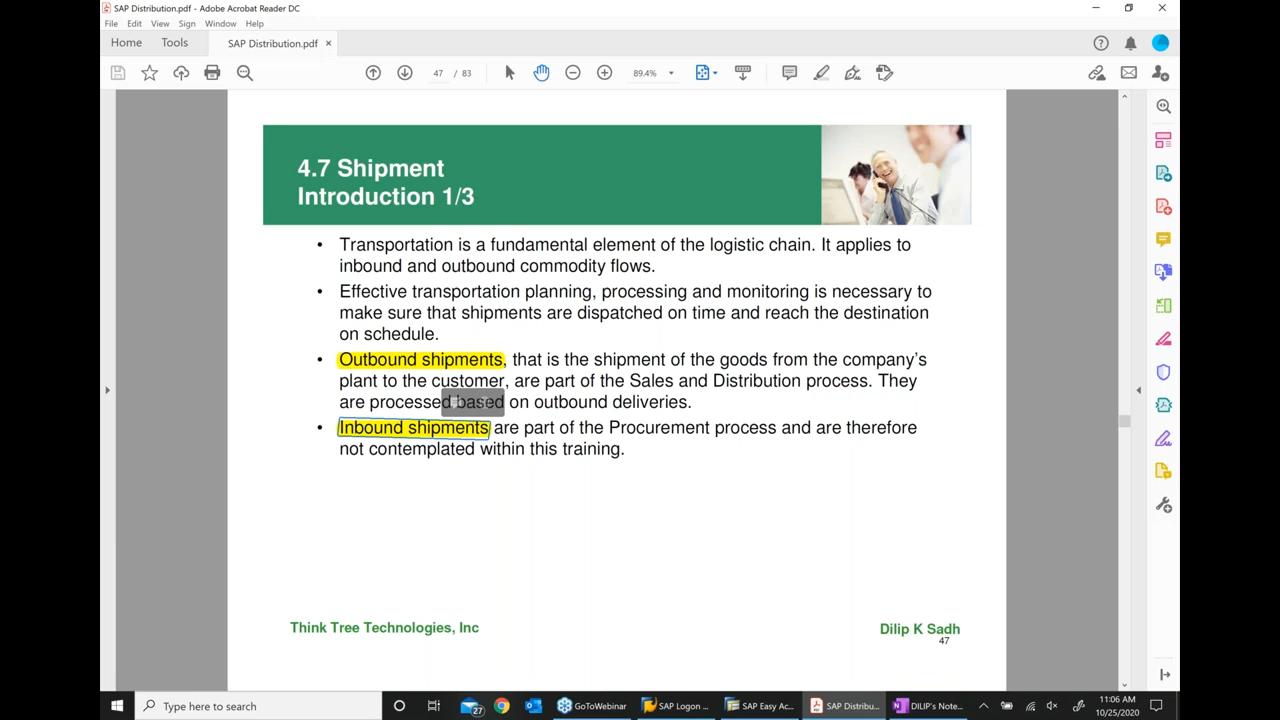 SAP Distribution.pdf - Adobe Acrobat Reader DC
File Edit View Sign Window Help
Home Tools SAP Distribution.pdf ×
47 / 83 89.4%
4.7 Shipment
Introduction 1/3
• Transportation is a fundamental element of the logistic chain. It applies to
inbound and outbound commodity flows.
• Effective transportation planning, processing and monitoring is necessary to
make sure that shipments are dispatched on time and reach the destination
on schedule.
• Outbound shipments, that is the shipment of the goods from the company's
plant to the customer, are part of the Sales and Distribution process. They
are processed based on outbound deliveries.
• Inbound shipments are part of the Procurement process and are therefore
not contemplated within this training.
Think Tree Technologies, Inc
Dilip K Sadh
47
Type here to search
27
GoToWebinar
SAP Logon ...
SAP Easy Ac...
SAP Distribu...
DILIP's Note...
11:06 AM
10/25/2020